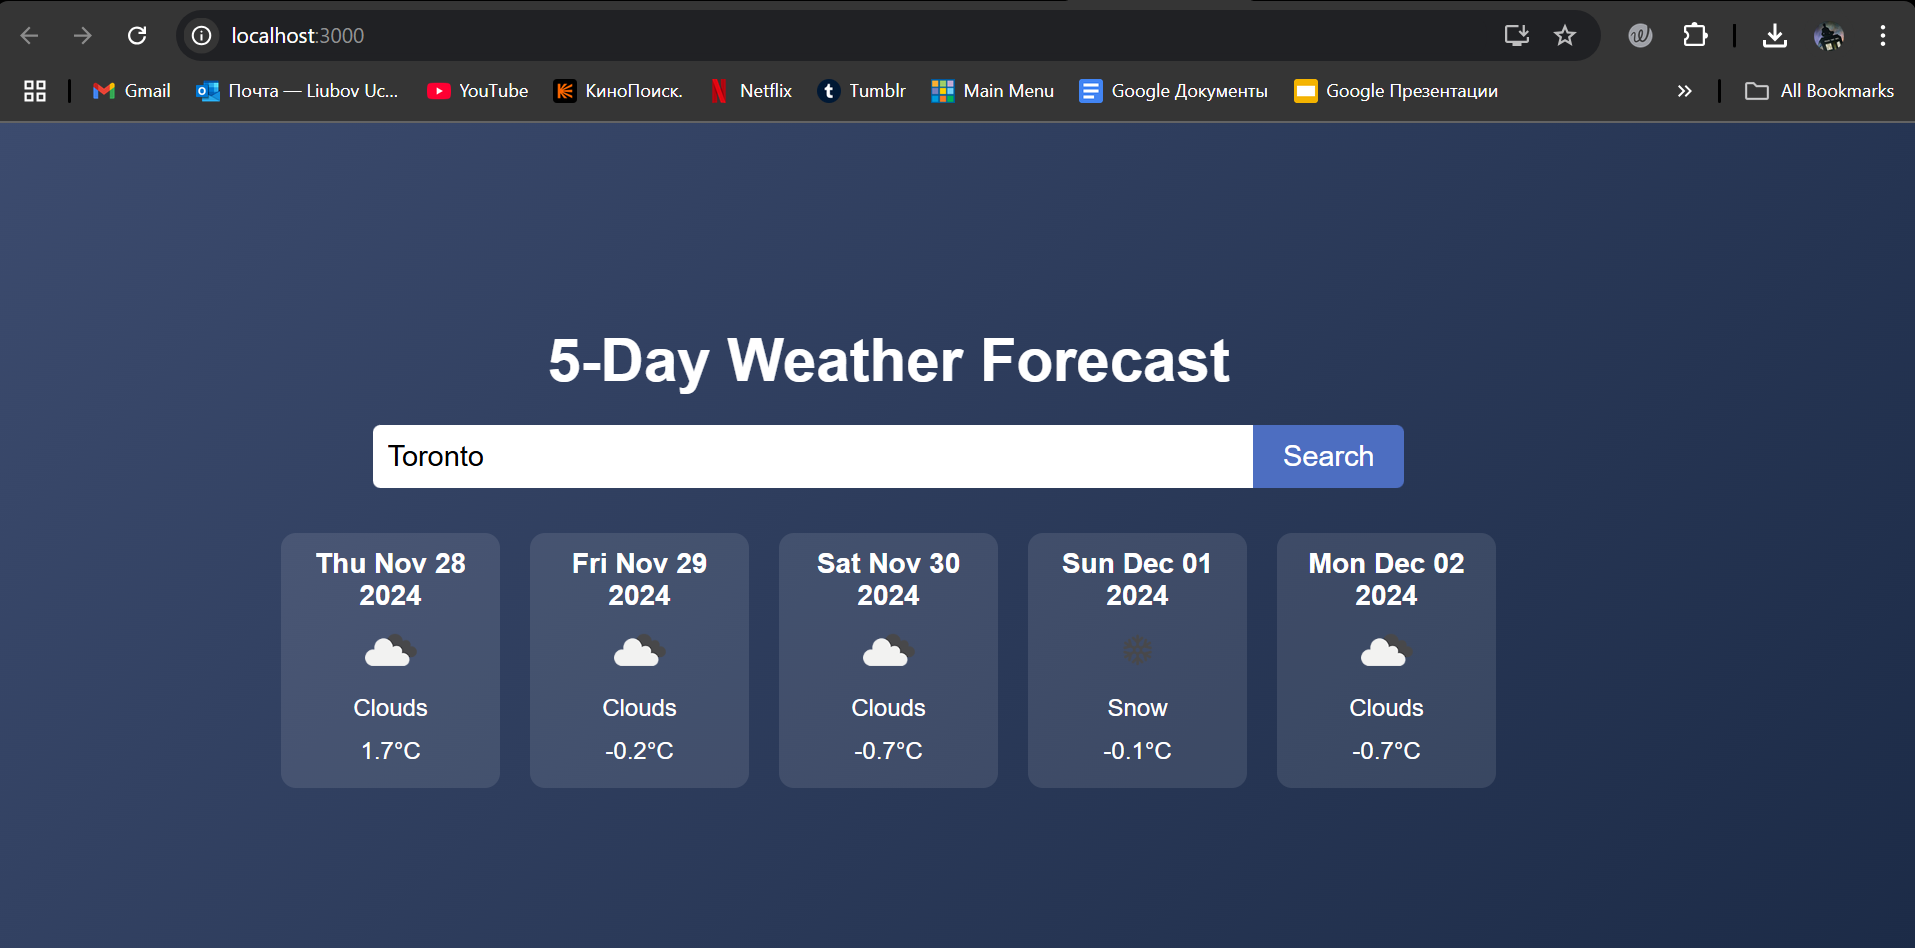 localhost:3000
Gmail
Почта — Liubov Uc...
YouTube
КиноПоиск.
Netflix
Tumblr
Main Menu
Google Документы
Google Презентации
All Bookmarks
5-Day Weather Forecast
Toronto
Search
Thu Nov 28
2024
Clouds
1.7°C
Fri Nov 29
2024
Clouds
-0.2°C
Sat Nov 30
2024
Clouds
-0.7°C
Sun Dec 01
2024
Snow
-0.1°C
Mon Dec 02
2024
Clouds
-0.7°C